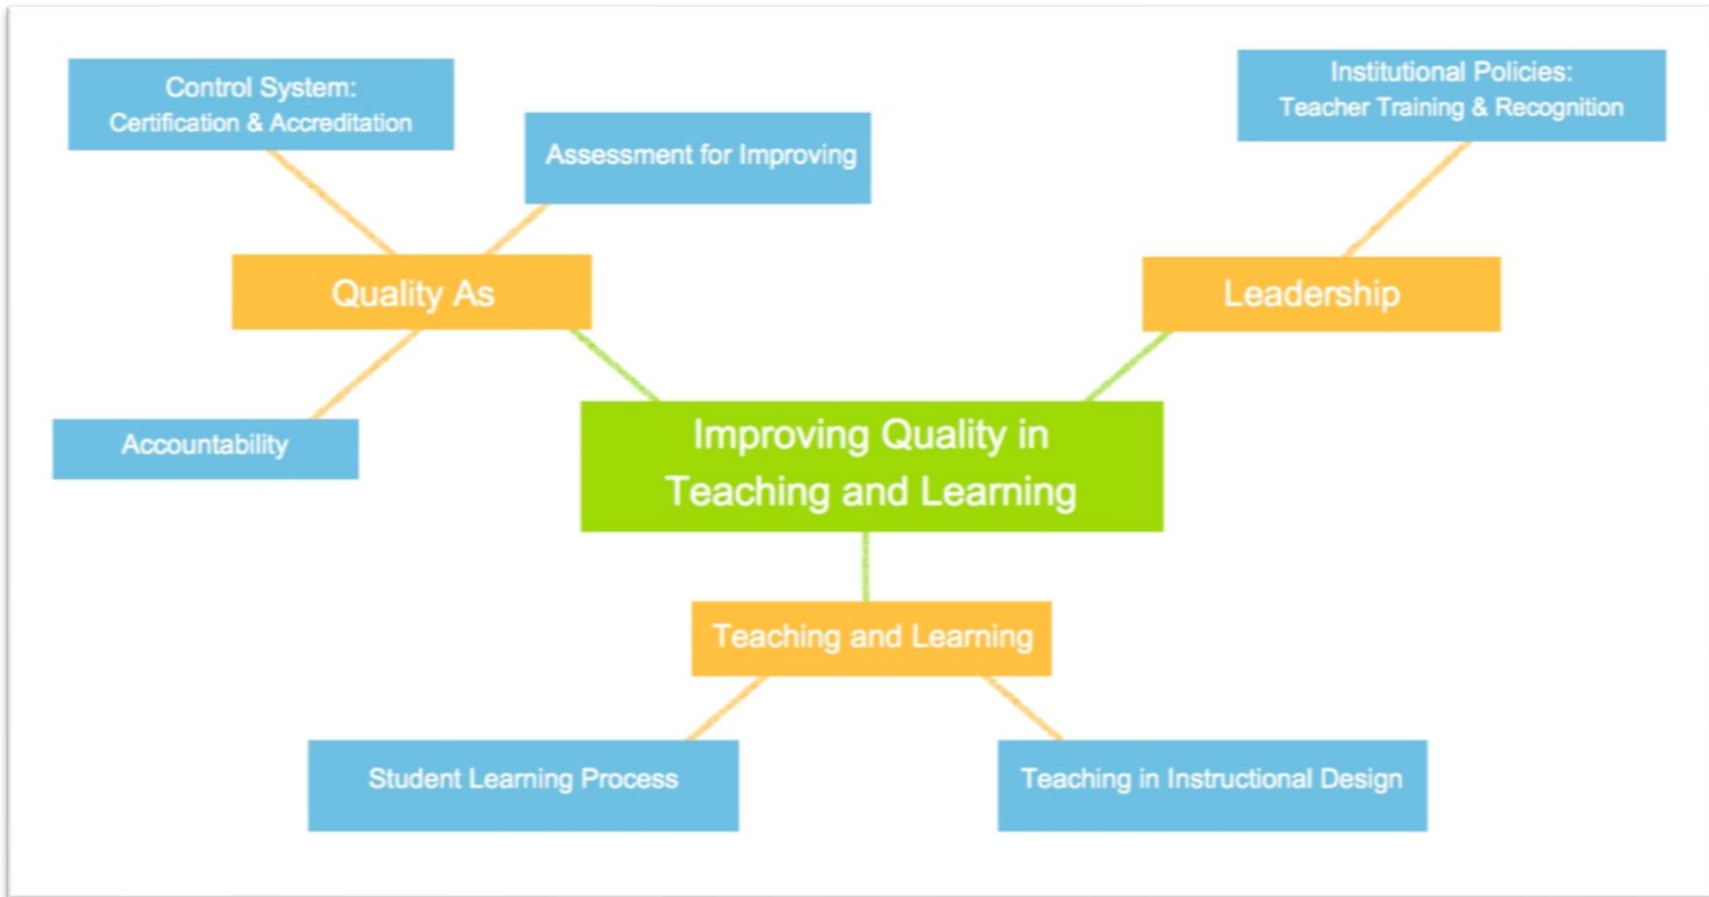 Control System:
Certification & Accreditation
Assessment for Improving
Institutional Policies:
Teacher Training & Recognition
Quality As
Leadership
Accountability
Improving Quality in
Teaching and Learning
Teaching and Learning
Student Learning Process
Teaching in Instructional Design